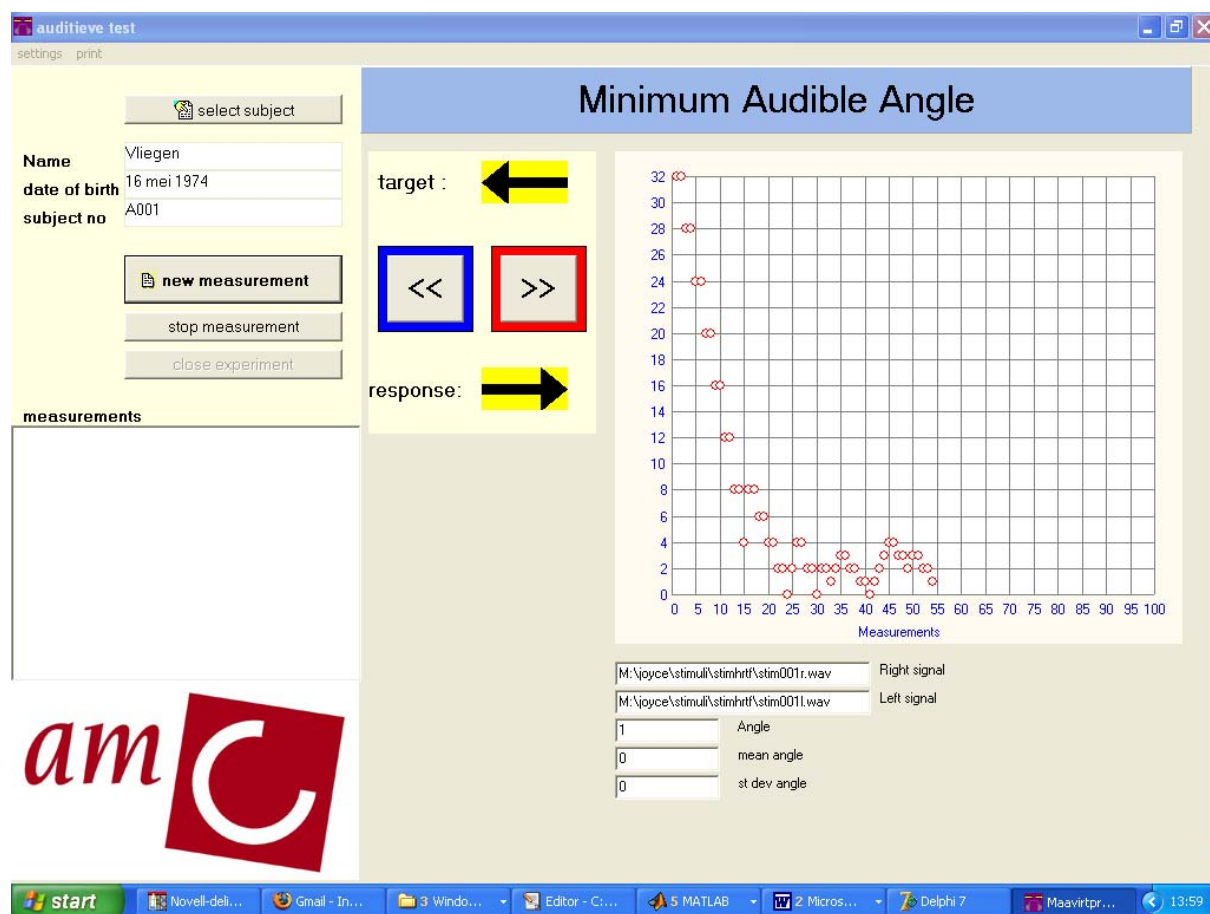 auditieve test
settings print
select subject
Minimum Audible Angle
Name Vliegen
date of birth 16 mei 1974
subject no A001
new measurement
stop measurement
close experiment
measurements
target :
<< >>
response:
32
30
28
26
24
22
20
18
16
14
12
10
8
6
4
2
0
0 5 10 15 20 25 30 35 40 45 50 55 60 65 70 75 80 85 90 95 100
Measurements
M:\joyce\stimuli\stimhrtf\stim001r.wav Right signal
M:\joyce\stimuli\stimhrtf\stim001l.wav Left signal
1 Angle
0 mean angle
0 st dev angle
amC
start Novell-deli... Gmail - In... 3 Windo... Editor - C:... 5 MATLAB 2 Micros... Delphi 7 Maavirtpr... 13:59